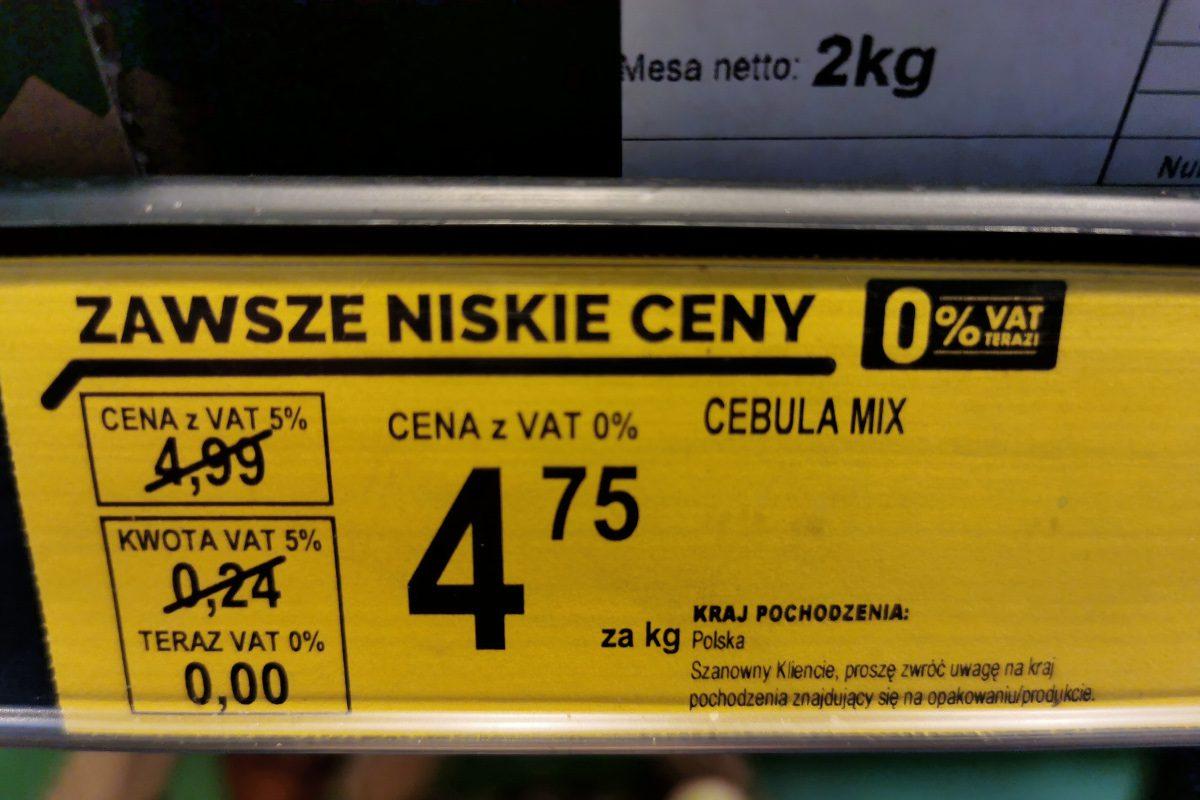 Mesa netto: 2kg
ZAWSZE NISKIE CENY
0% VAT
TERAZ!
CENA z VAT 5%
4,99
KWOTA VAT 5%
0,24
TERAZ VAT 0%
0,00
CENA z VAT 0%
4 75
za kg
CEBULA MIX
KRAJ POCHODZENIA:
Polska
Szanowny Kliencie, proszę zwróć uwagę na kraj
pochodzenia znajdujący się na opakowaniu/produkcie.